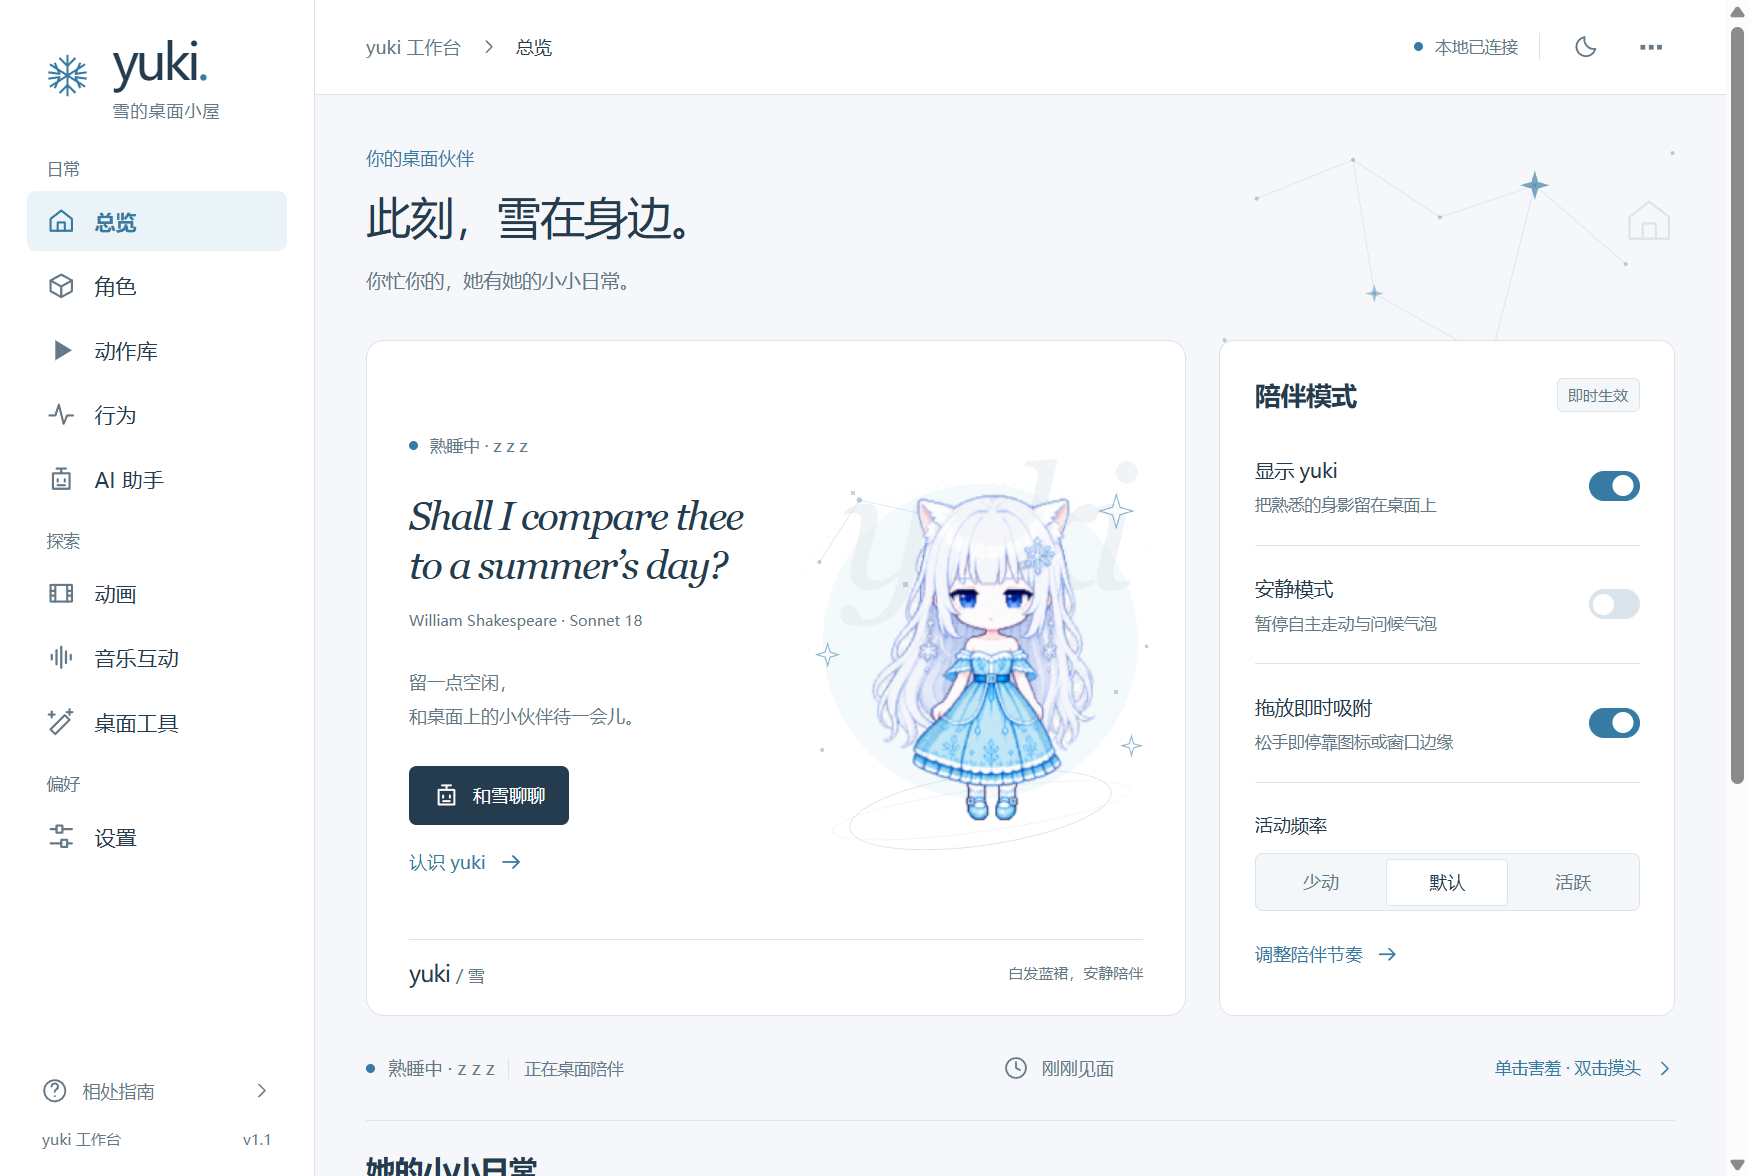 yuki.
雪的桌面小屋
日常
总览
角色
动作库
行为
AI 助手
探索
动画
音乐互动
桌面工具
偏好
设置
相处指南
yuki 工作台
v1.1
yuki 工作台
总览
本地已连接
你的桌面伙伴
此刻，雪在身边。
你忙你的，她有她的小小日常。
熟睡中 · z z z
Shall I compare thee
to a summer’s day?
William Shakespeare · Sonnet 18
留一点空闲，
和桌面上的小伙伴待一会儿。
和雪聊聊
认识 yuki
yuki
yuki / 雪
白发蓝裙，安静陪伴
陪伴模式
即时生效
显示 yuki
把熟悉的身影留在桌面上
安静模式
暂停自主走动与问候气泡
拖放即时吸附
松手即停靠图标或窗口边缘
活动频率
少动
默认
活跃
调整陪伴节奏
熟睡中 · z z z
正在桌面陪伴
刚刚见面
单击害羞 · 双击摸头
她的小小日常